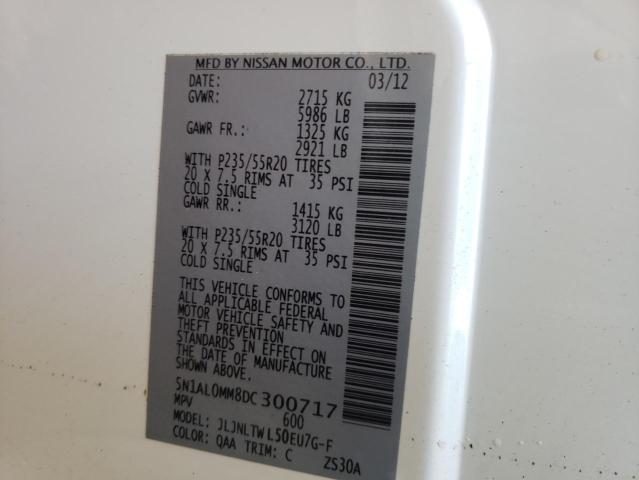 MFD BY NISSAN MOTOR CO., LTD.
DATE: 03/12
GVWR: 2715 KG
5986 LB
GAWR FR.: 1325 KG
2921 LB
WITH P235/55R20 TIRES
20 X 7.5 RIMS AT 35 PSI
COLD SINGLE
GAWR RR.: 1415 KG
3120 LB
WITH P235/55R20 TIRES
20 X 7.5 RIMS AT 35 PSI
COLD SINGLE
THIS VEHICLE CONFORMS TO
ALL APPLICABLE FEDERAL
MOTOR VEHICLE SAFETY AND
THEFT PREVENTION
STANDARDS IN EFFECT ON
THE DATE OF MANUFACTURE
5N1AL0MM8DC300717
MPV 600
MODEL: JLJNLTWL50EU7G-F
COLOR: QAA TRIM: C ZS30A